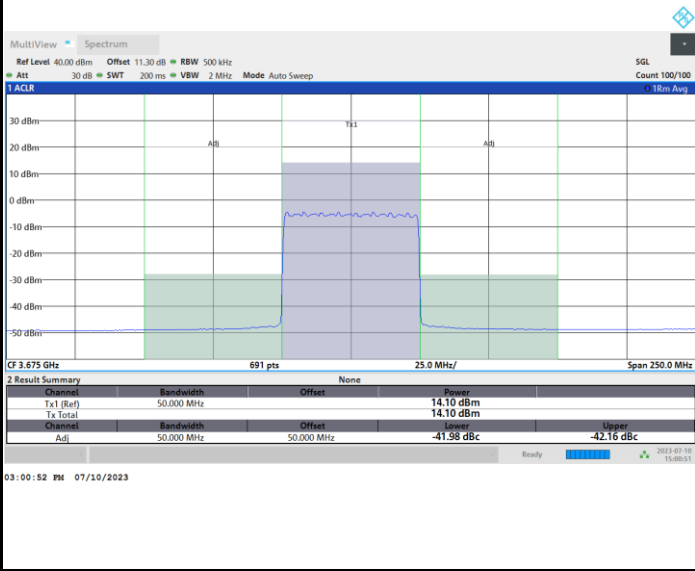 MultiView Spectrum
Ref Level 40.00 dBm Offset 11.30 dB RBW 500 kHz SGL
Att 30 dB SWT 200 ms VBW 2 MHz Mode Auto Sweep Count 100/100
1 ACLR 1Rm Avg
30 dBm
Tx1
20 dBm Adj Adj
10 dBm
0 dBm
-10 dBm
-20 dBm
-30 dBm
-40 dBm
-50 dBm
CF 3.675 GHz 691 pts 25.0 MHz/ Span 250.0 MHz
2 Result Summary None
Channel Bandwidth Offset Power
Tx1 (Ref) 50.000 MHz 14.10 dBm
Tx Total 14.10 dBm
Channel Bandwidth Offset Lower Upper
Adj 50.000 MHz 50.000 MHz -41.98 dBc -42.16 dBc
Ready 2023-07-10
15:00:51
03:00:52 PM 07/10/2023